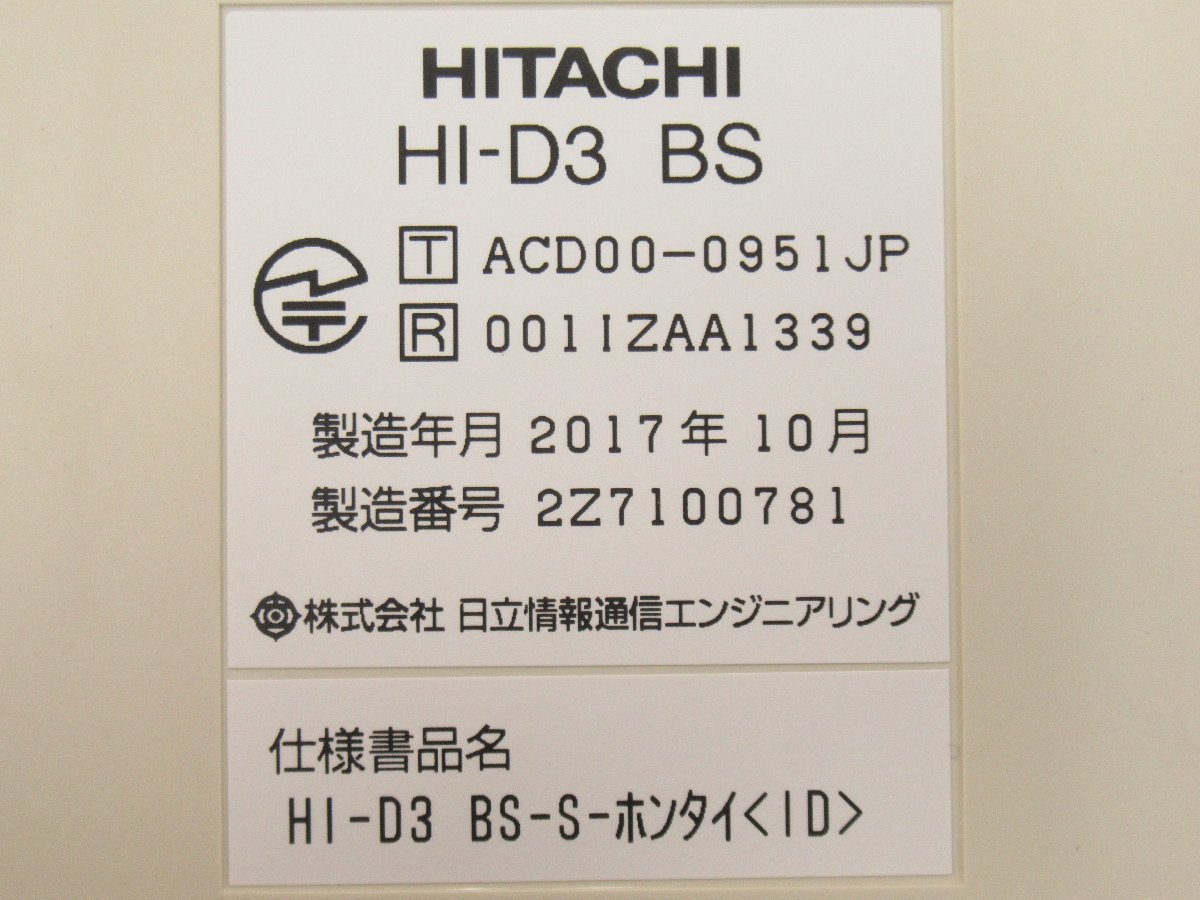 HITACHI
HI-D3 BS
T ACD00-0951JP
R 001IZAA1339
製造年月 2017年10月
製造番号 2Z7100781
株式会社 日立情報通信エンジニアリング
仕様書品名
HI-D3 BS-S-ホンタイ<ID>